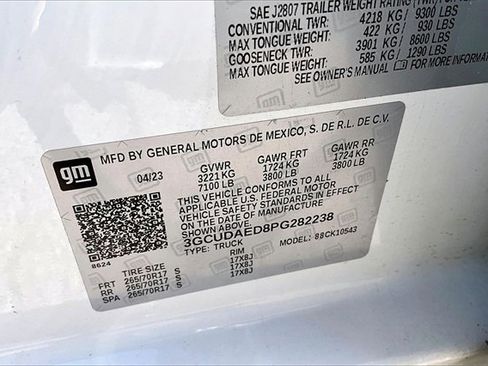 SAE J2807 TRAILER WEIGHT RATING
CONVENTIONAL TWR: 4218 KG / 9300 LBS
MAX TONGUE WEIGHT: 422 KG / 930 LBS
GOOSENECK TWR: 3901 KG / 8600 LBS
MAX TONGUE WEIGHT: 585 KG / 1290 LBS
SEE OWNER'S MANUAL FOR MORE INFORMATION
gm
MFD BY GENERAL MOTORS DE MEXICO, S. DE R.L. DE C.V.
04/23 GVWR GAWR FRT GAWR RR
3221 KG 1724 KG 1724 KG
7100 LB 3800 LB 3800 LB
THIS VEHICLE CONFORMS TO ALL
APPLICABLE U.S. FEDERAL MOTOR
VEHICLE SAFETY STANDARDS IN
EFFECT ON THE DATE OF
MANUFACTURE SHOWN ABOVE.
3GCUDAED8PG282238
TYPE: TRUCK MODEL: 88CK10543
8624
TIRE SIZE RIM
FRT 265/70R17 S 17X8J
RR 265/70R17 S 17X8J
SPA 265/70R17 S 17X8J